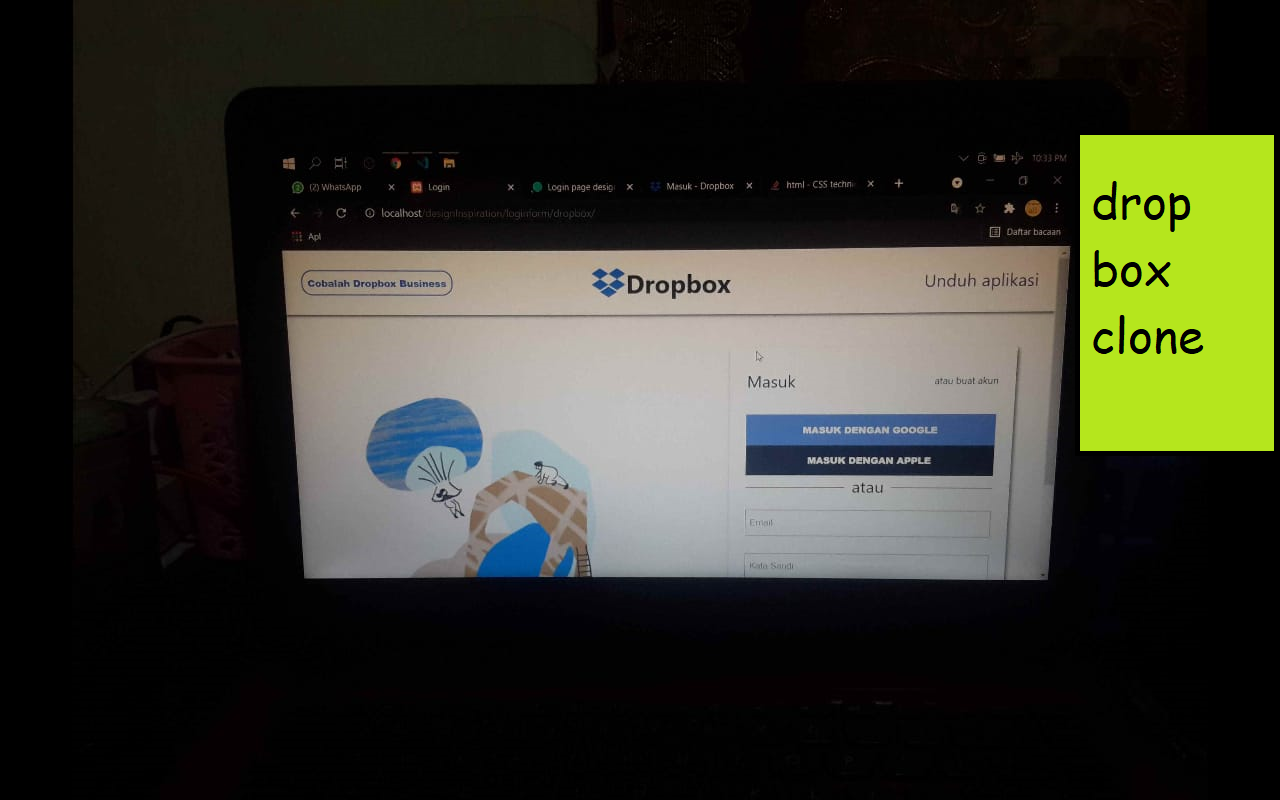 10:33 PM
(2) WhatsApp
Login
Login page desig
Masuk - Dropbox
html - CSS techni
localhost/designInspiration/loginform/dropbox/
Apl
Daftar bacaan
Cobalah Dropbox Business
Dropbox
Unduh aplikasi
Masuk
atau buat akun
MASUK DENGAN GOOGLE
MASUK DENGAN APPLE
atau
Email
Kata Sandi
drop
box
clone